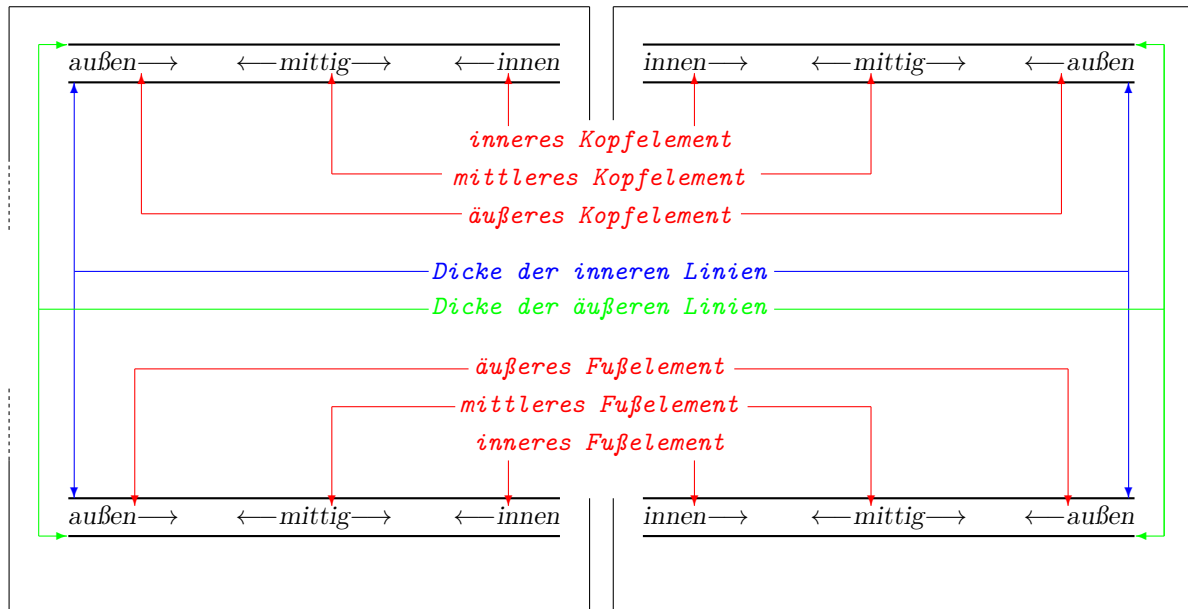 außen→ ←mittig→ ←innen innen→ ←mittig→ ←außen
inneres Kopfelement
mittleres Kopfelement
äußeres Kopfelement
Dicke der inneren Linien
Dicke der äußeren Linien
äußeres Fußelement
mittleres Fußelement
inneres Fußelement
außen→ ←mittig→ ←innen innen→ ←mittig→ ←außen